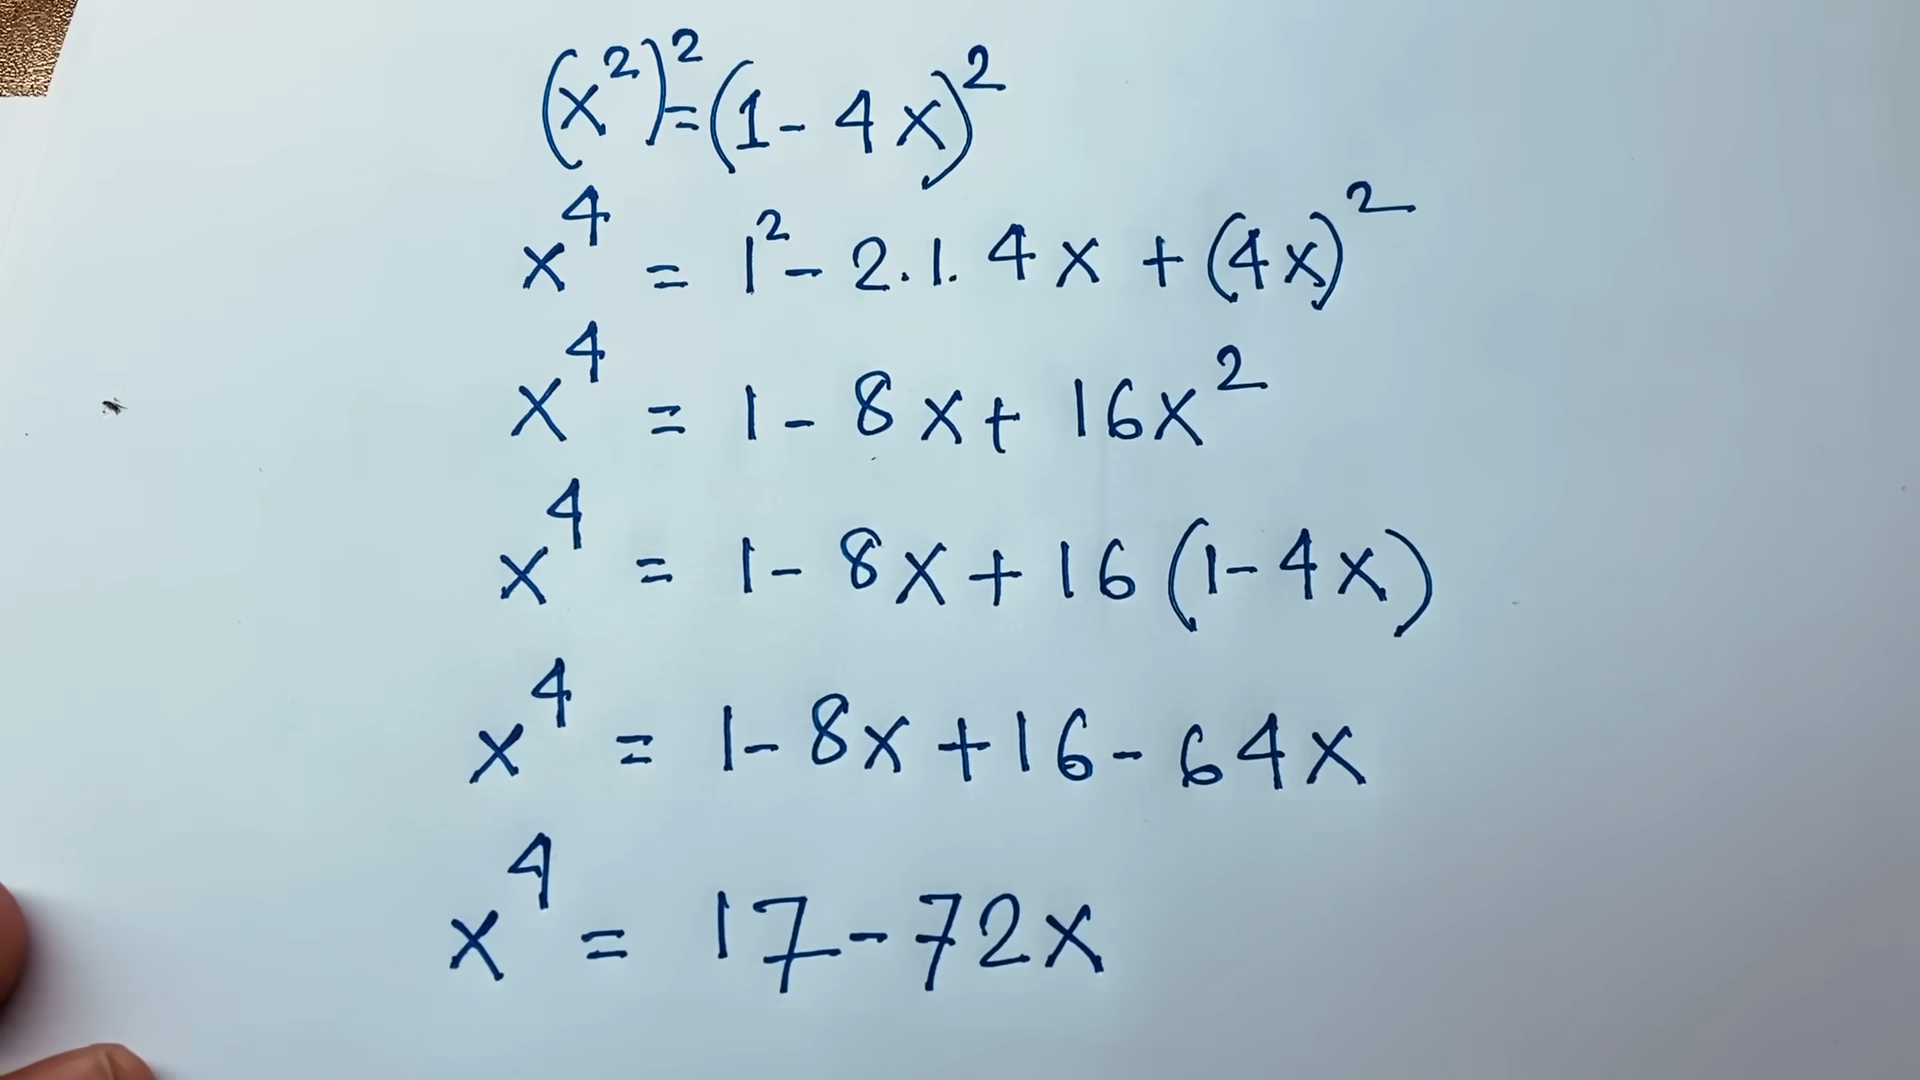 (x²)²=(1-4x)²
x⁴ = 1²-2.1.4x+(4x)²
x⁴ = 1-8x+16x²
x⁴ = 1-8x+16(1-4x)
x⁴ = 1-8x+16-64x
x⁴ = 17-72x